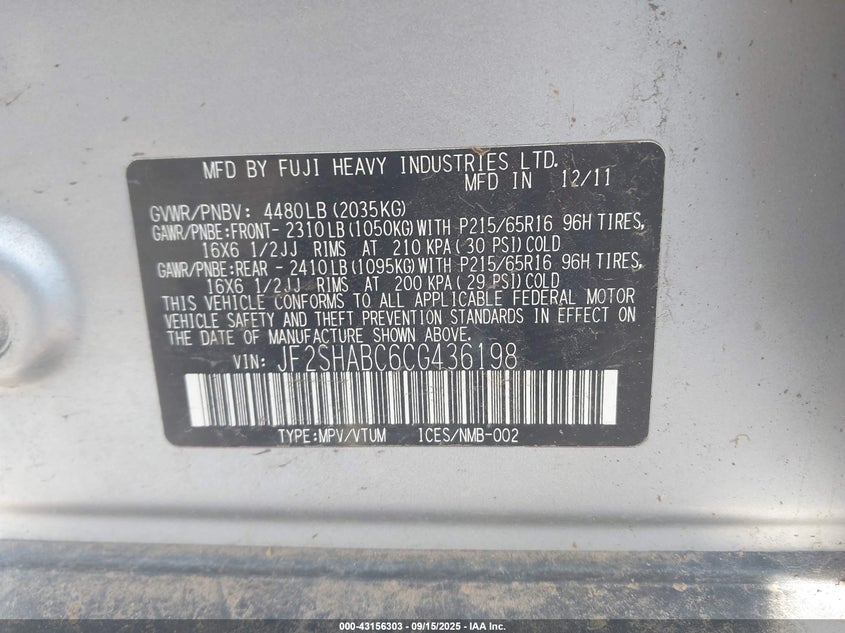 MFD BY FUJI HEAVY INDUSTRIES LTD.
MFD IN 12/11
GVWR/PNBV: 4480LB(2035KG)
GAWR/PNBE:FRONT- 2310LB(1050KG)WITH P215/65R16 96H TIRES,
16X6 1/2JJ RIMS AT 210 KPA(30 PSI)COLD
GAWR/PNBE:REAR - 2410LB(1095KG)WITH P215/65R16 96H TIRES,
16X6 1/2JJ RIMS AT 200 KPA(29 PSI)COLD
THIS VEHICLE CONFORMS TO ALL APPLICABLE FEDERAL MOTOR
VEHICLE SAFETY AND THEFT PREVENTION STANDARDS IN EFFECT ON
THE DATE OF MANUFACTURE SHOWN ABOVE.
VIN: JF2SHABC6CG436198
TYPE:MPV/VTUM ICES/NMB-002
000-43156303 - 09/15/2025 - IAA Inc.